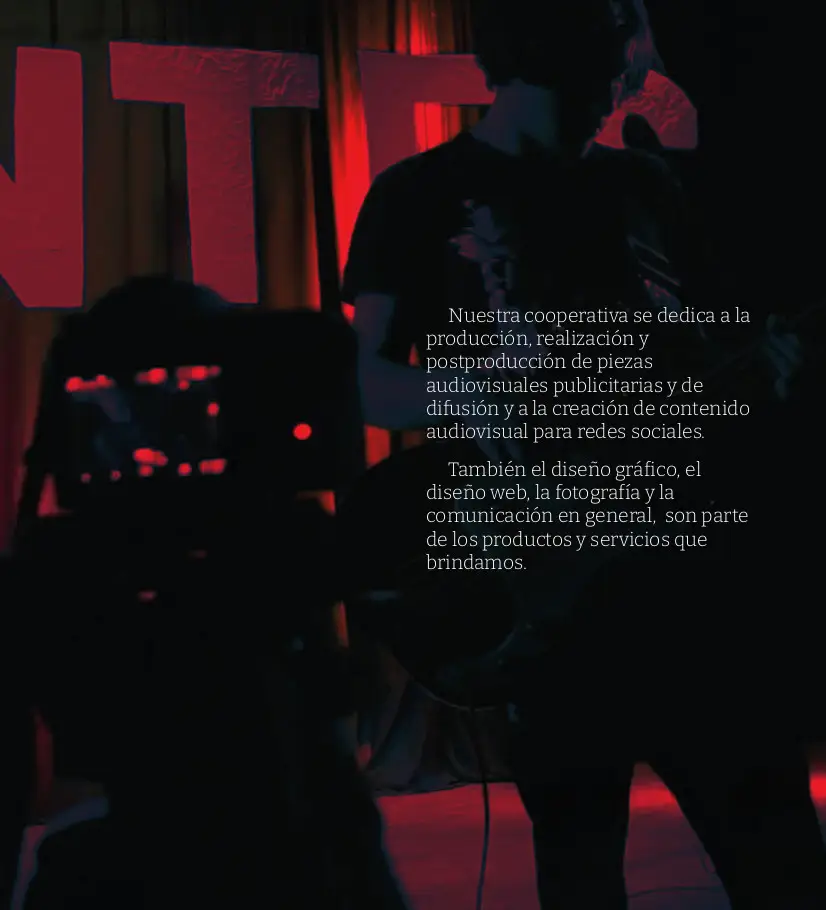 NTES
Nuestra cooperativa se dedica a la
producción, realización y
postproducción de piezas
audiovisuales publicitarias y de
difusión y a la creación de contenido
audiovisual para redes sociales.
También el diseño gráfico, el
diseño web, la fotografía y la
comunicación en general,  son parte
de los productos y servicios que
brindamos.